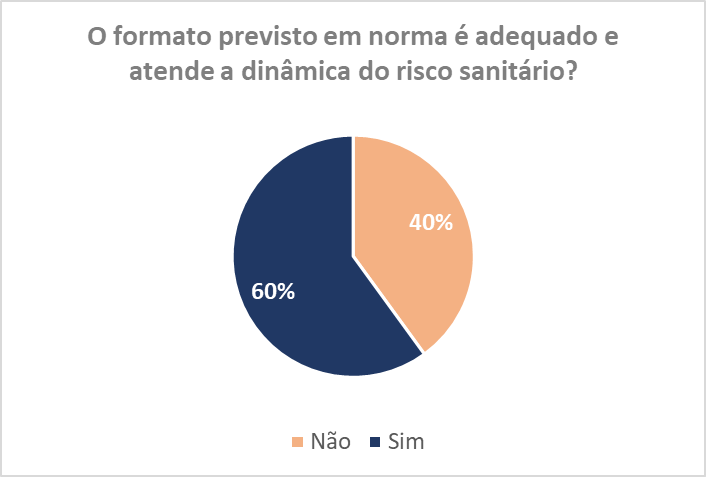 O formato previsto em norma é adequado e
atende a dinâmica do risco sanitário?
40%
60%
Não
Sim